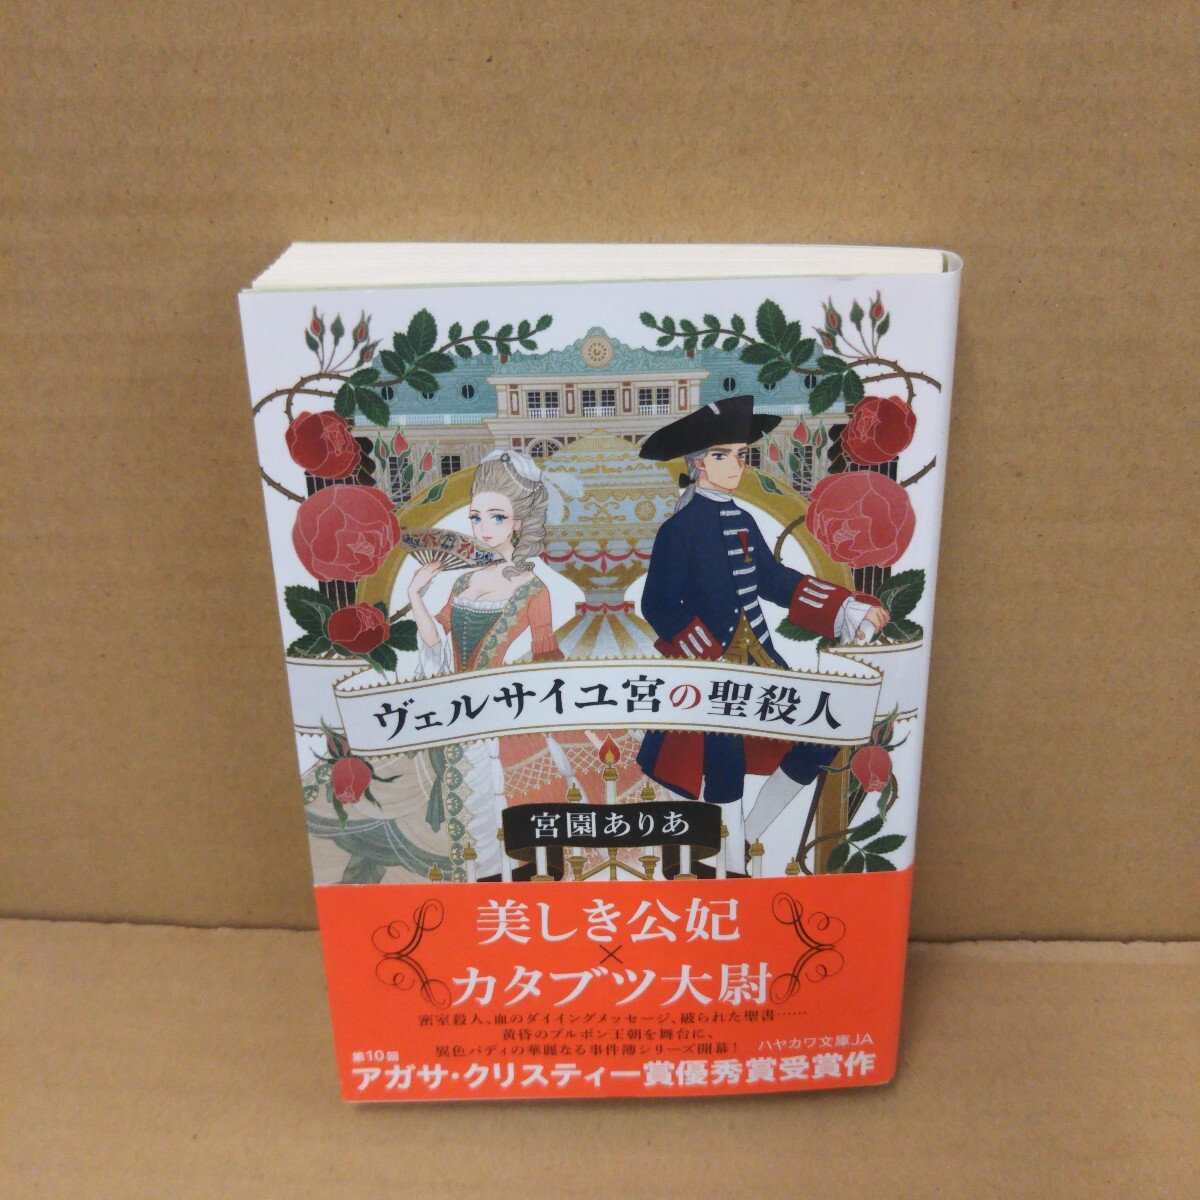 ヴェルサイユ宮の聖殺人
宮園ありあ
美しき公妃
×
カタブツ大尉
密室殺人、血のダイイングメッセージ、破られた聖書……
黄昏のブルボン王朝を舞台に、
異色バディの華麗なる事件簿シリーズ開幕!
ハヤカワ文庫JA
第10回
アガサ・クリスティー賞優秀賞受賞作